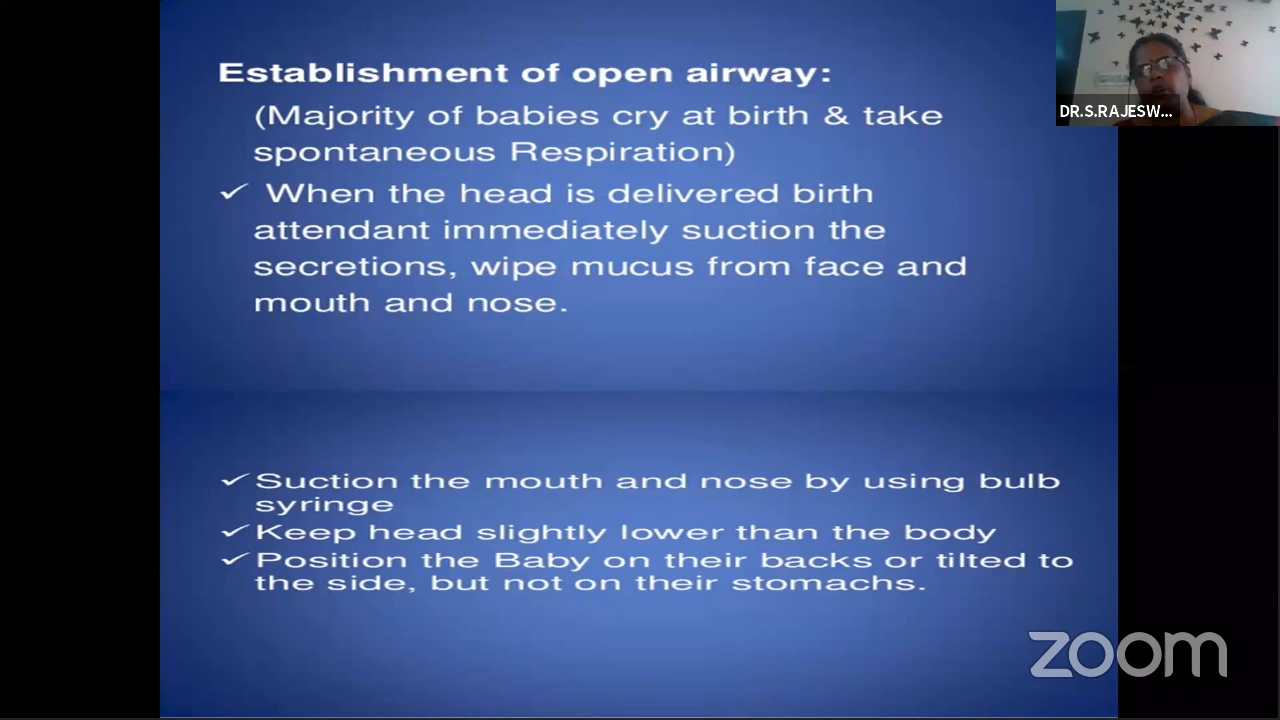 Establishment of open airway:
(Majority of babies cry at birth & take
spontaneous Respiration)
✓ When the head is delivered birth
attendant immediately suction the
secretions, wipe mucus from face and
mouth and nose.
✓Suction the mouth and nose by using bulb
syringe
✓Keep head slightly lower than the body
✓Position the Baby on their backs or tilted to
the side, but not on their stomachs.
DR.S.RAJESW...
zoom